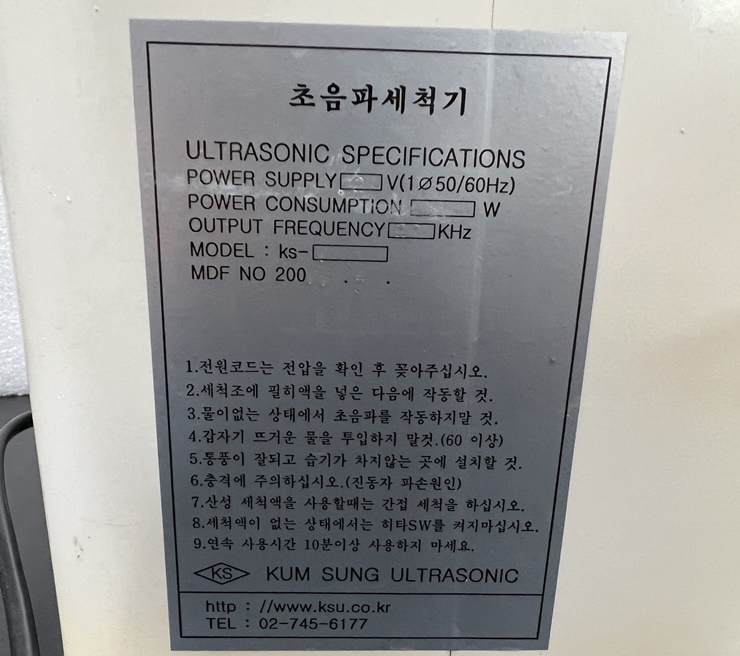 초음파세척기
ULTRASONIC SPECIFICATIONS
POWER SUPPLY V(1Ø50/60Hz)
POWER CONSUMPTION W
OUTPUT FREQUENCY KHz
MODEL : ks-
MDF NO 200 . .
1.전원코드는 전압을 확인 후 꽂아주십시오.
2.세척조에 필히액을 넣은 다음에 작동할 것.
3.물이없는 상태에서 초음파를 작동하지말 것.
4.갑자기 뜨거운 물을 투입하지 말것.(60 이상)
5.통풍이 잘되고 습기가 차지않는 곳에 설치할 것.
6.충격에 주의하십시오.(진동자 파손원인)
7.산성 세척액을 사용할때는 간접 세척을 하십시오.
8.세척액이 없는 상태에서는 히타SW를 켜지마십시오.
9.연속 사용시간 10분이상 사용하지 마세요.
KS KUM SUNG ULTRASONIC
http : //www.ksu.co.kr
TEL : 02-745-6177